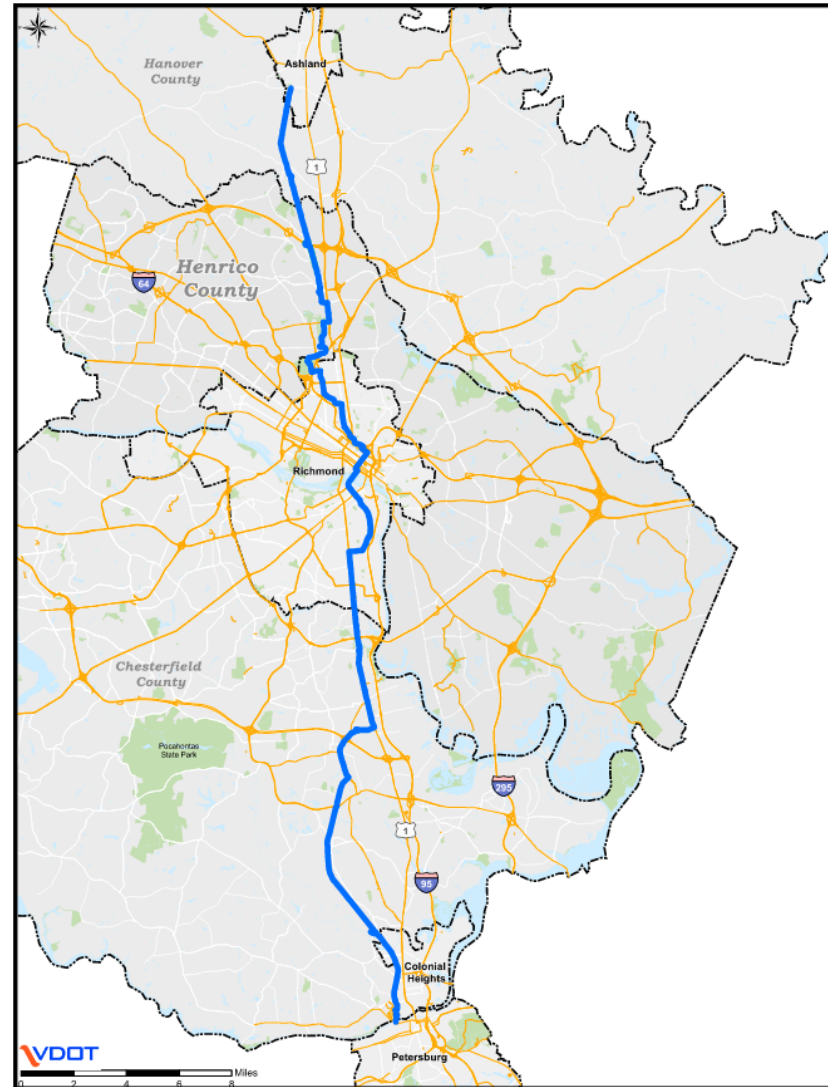 Ashland
Hanover
County
1
Henrico
County
64
Richmond
Chesterfield
County
Pocahontas
State Park
295
1
95
Colonial
Heights
VDOT
Petersburg
Miles
0 2 4 6 8